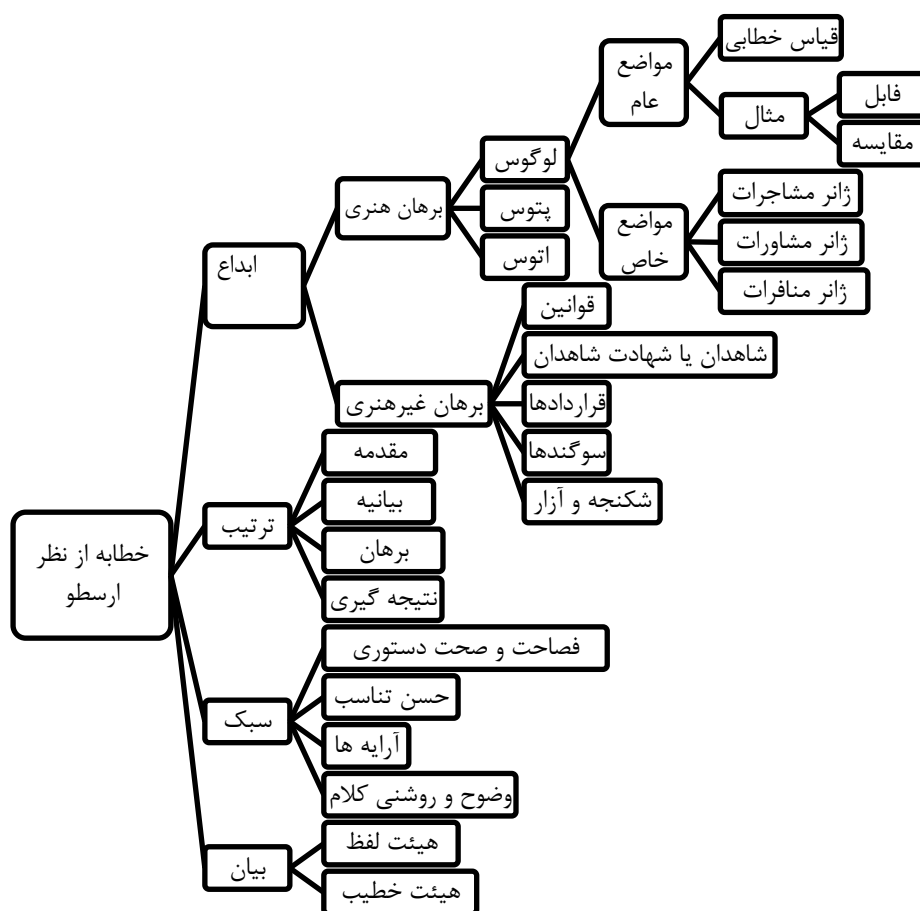 خطابه از نظر
ارسطو
ابداع
برهان هنری
لوگوس
مواضع
عام
قیاس خطابی
مثال
فابل
مقایسه
مواضع
خاص
ژانر مشاجرات
ژانر مشاورات
ژانر منافرات
پتوس
اتوس
برهان غیرهنری
قوانین
شاهدان یا شهادت شاهدان
قراردادها
سوگندها
شکنجه و آزار
ترتیب
مقدمه
بیانیه
برهان
نتیجه گیری
سبک
فصاحت و صحت دستوری
حسن تناسب
آرایه ها
وضوح و روشنی کلام
بیان
هیئت لفظ
هیئت خطیب